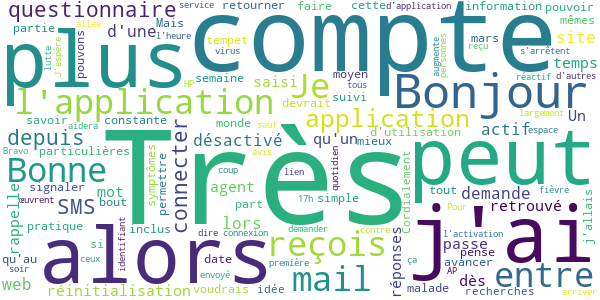 questionnaire
plus
compte
service
retourner
faire
cette
d'application
information
pouvoir
allée
Mais
l'heure
mêmes
partie
d'une
J'espère
lutte
pouvons
tempet
virus
mars
reçu
augmente
personnes
site
s'arrêtent
temps
semaine
HP
saisi
Je
moyen
tous
Bonjour
réactif
d'autres
l'application
devrait
suivi
largement
savoir
constante
aidera
monde
sauf
application
d'utilisation
actif
espace
Un
depuis
connecter
désactivé
qu'un
mieux
Bravo
particulières
avis
Très
peut
Bonne
symptômes
permettre
coup
lien
quotidien
cordialement
tout
fièvre
signaler
mot
agent
part
17h
simple
demande
œuvrent
SMS
bout
lors
Pour
retrouvé
j'allais
rappelle
pratique
inclus
dire
connexion
demander
contre
j'ai
l'activation
passe
si
identifiant
alors
reçois
réponses
ça
pense
entre
qu'au
date
première
AP
avancer
soir
ceux
envoyé
mail
malade
dès
web
réinitialisation
voudrais
idée
recherches
arriver